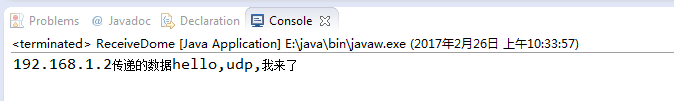 Problems @ Javadoc Declaration Console
<terminated> ReceiveDome [Java Application] E:\java\bin\javaw.exe (2017年2月26日 上午10:33:57)
192.168.1.2传递的数据hello,udp,我来了